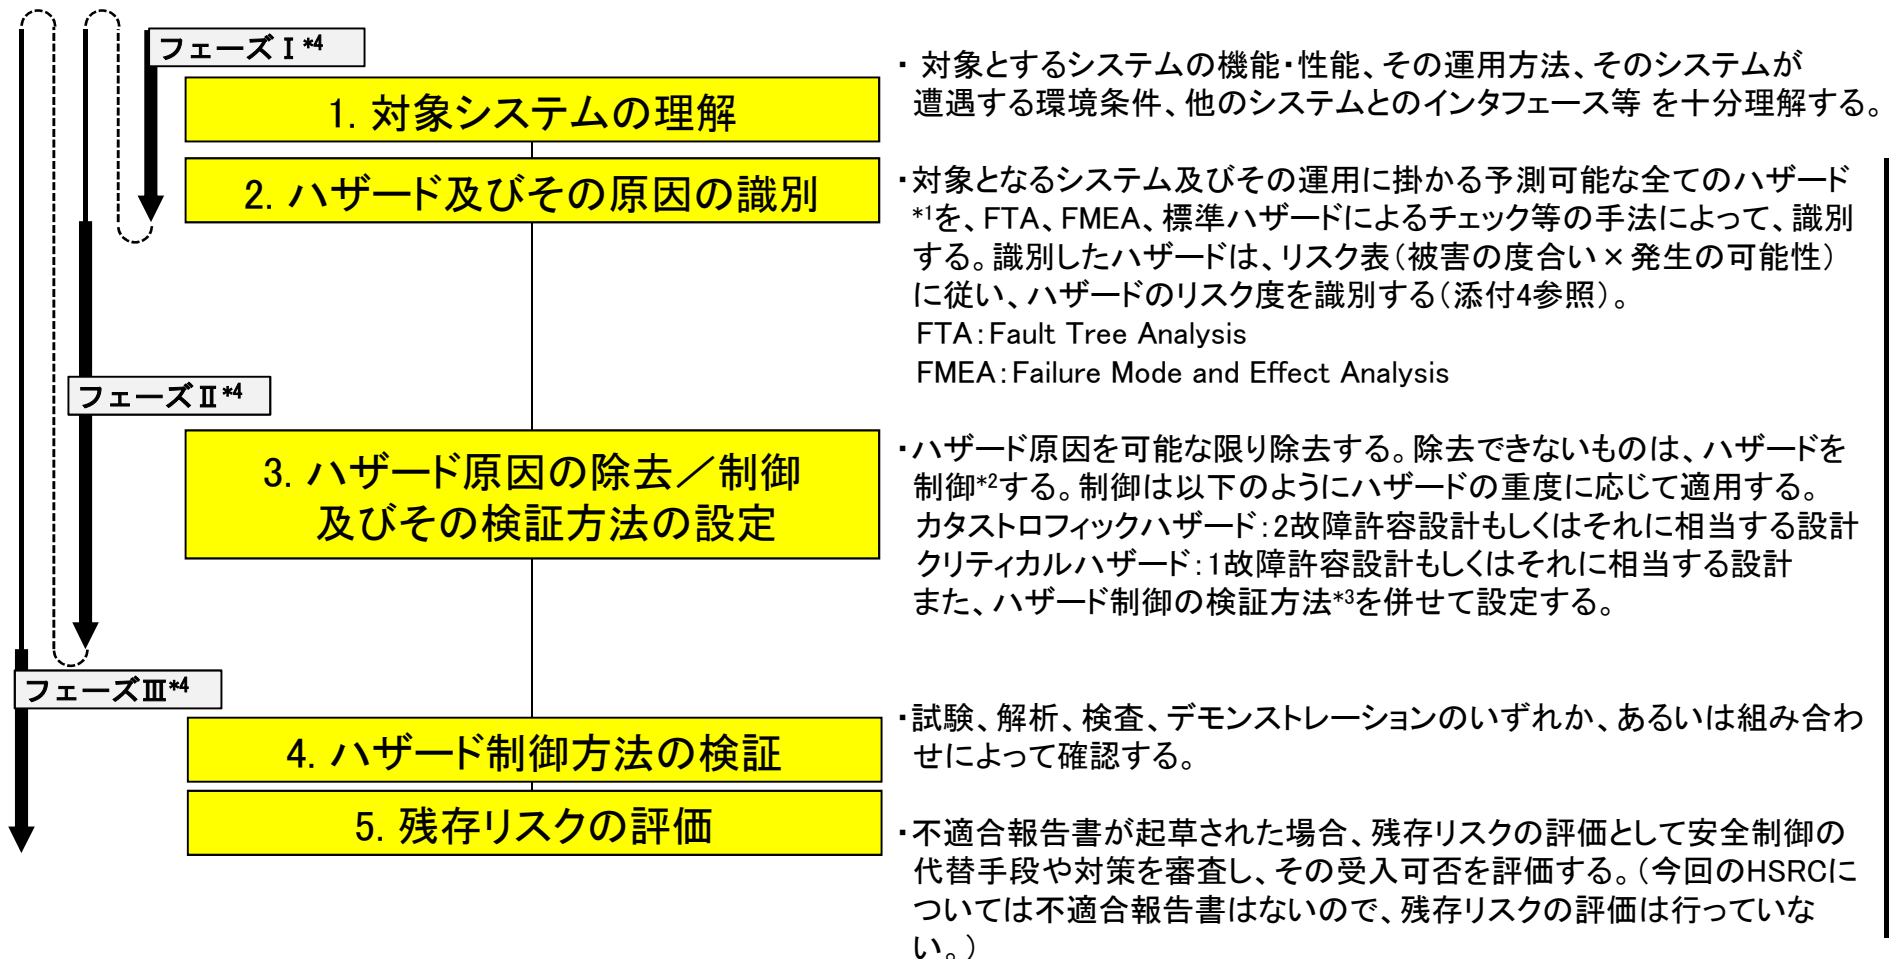 フェーズⅠ*4
1. 対象システムの理解
・ 対象とするシステムの機能・性能、その運用方法、そのシステムが
遭遇する環境条件、他のシステムとのインタフェース等 を十分理解する。
2. ハザード及びその原因の識別
・対象となるシステム及びその運用に掛かる予測可能な全てのハザード
*1を、FTA、FMEA、標準ハザードによるチェック等の手法によって、識別
する。識別したハザードは、リスク表(被害の度合い×発生の可能性)
に従い、ハザードのリスク度を識別する(添付4参照)。
FTA:Fault Tree Analysis
FMEA:Failure Mode and Effect Analysis
フェーズⅡ*4
3. ハザード原因の除去/制御
及びその検証方法の設定
・ハザード原因を可能な限り除去する。除去できないものは、ハザードを
制御*2する。制御は以下のようにハザードの重度に応じて適用する。
カタストロフィックハザード:2故障許容設計もしくはそれに相当する設計
クリティカルハザード:1故障許容設計もしくはそれに相当する設計
また、ハザード制御の検証方法*3を併せて設定する。
フェーズⅢ*4
4. ハザード制御方法の検証
・試験、解析、検査、デモンストレーションのいずれか、あるいは組み合わ
せによって確認する。
5. 残存リスクの評価
・不適合報告書が起草された場合、残存リスクの評価として安全制御の
代替手段や対策を審査し、その受入可否を評価する。(今回のHSRCに
ついては不適合報告書はないので、残存リスクの評価は行っていな
い。)